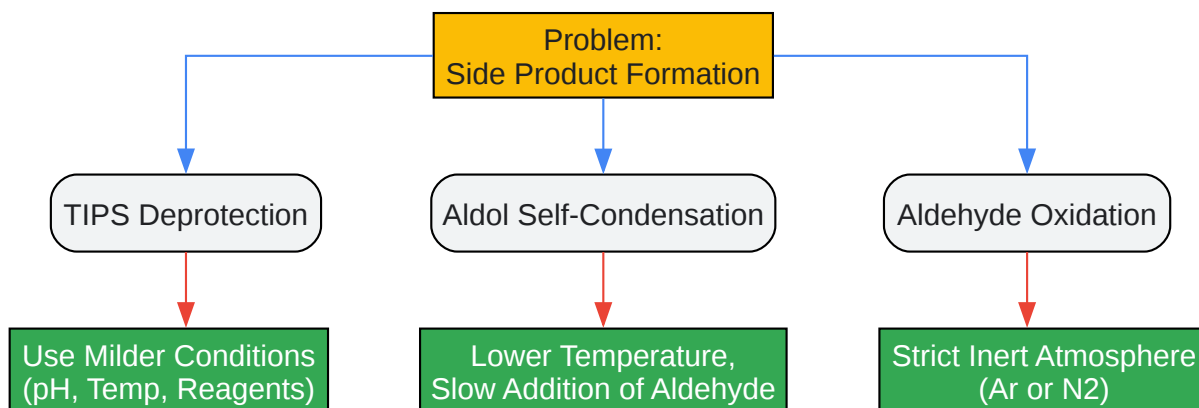 Problem:
Side Product Formation
TIPS Deprotection
Aldol Self-Condensation
Aldehyde Oxidation
Use Milder Conditions
(pH, Temp, Reagents)
Lower Temperature,
Slow Addition of Aldehyde
Strict Inert Atmosphere
(Ar or N2)